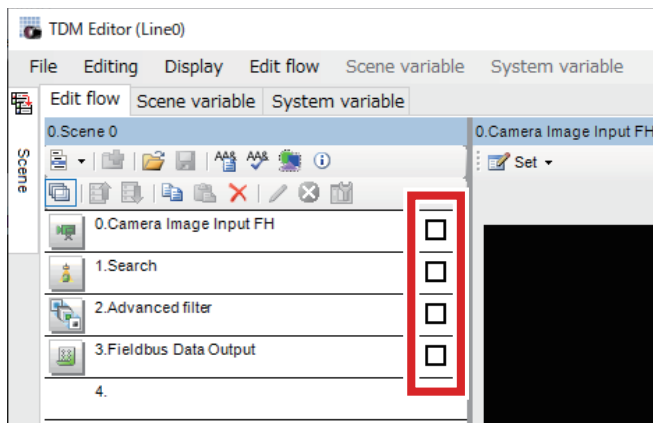 TDM Editor (Line0)
File Editing Display Edit flow Scene variable System variable
Edit flow Scene variable System variable
Scene
0.Scene 0
0.Camera Image Input FH
Set
0.Camera Image Input FH
1.Search
2.Advanced filter
3.Fieldbus Data Output
4.